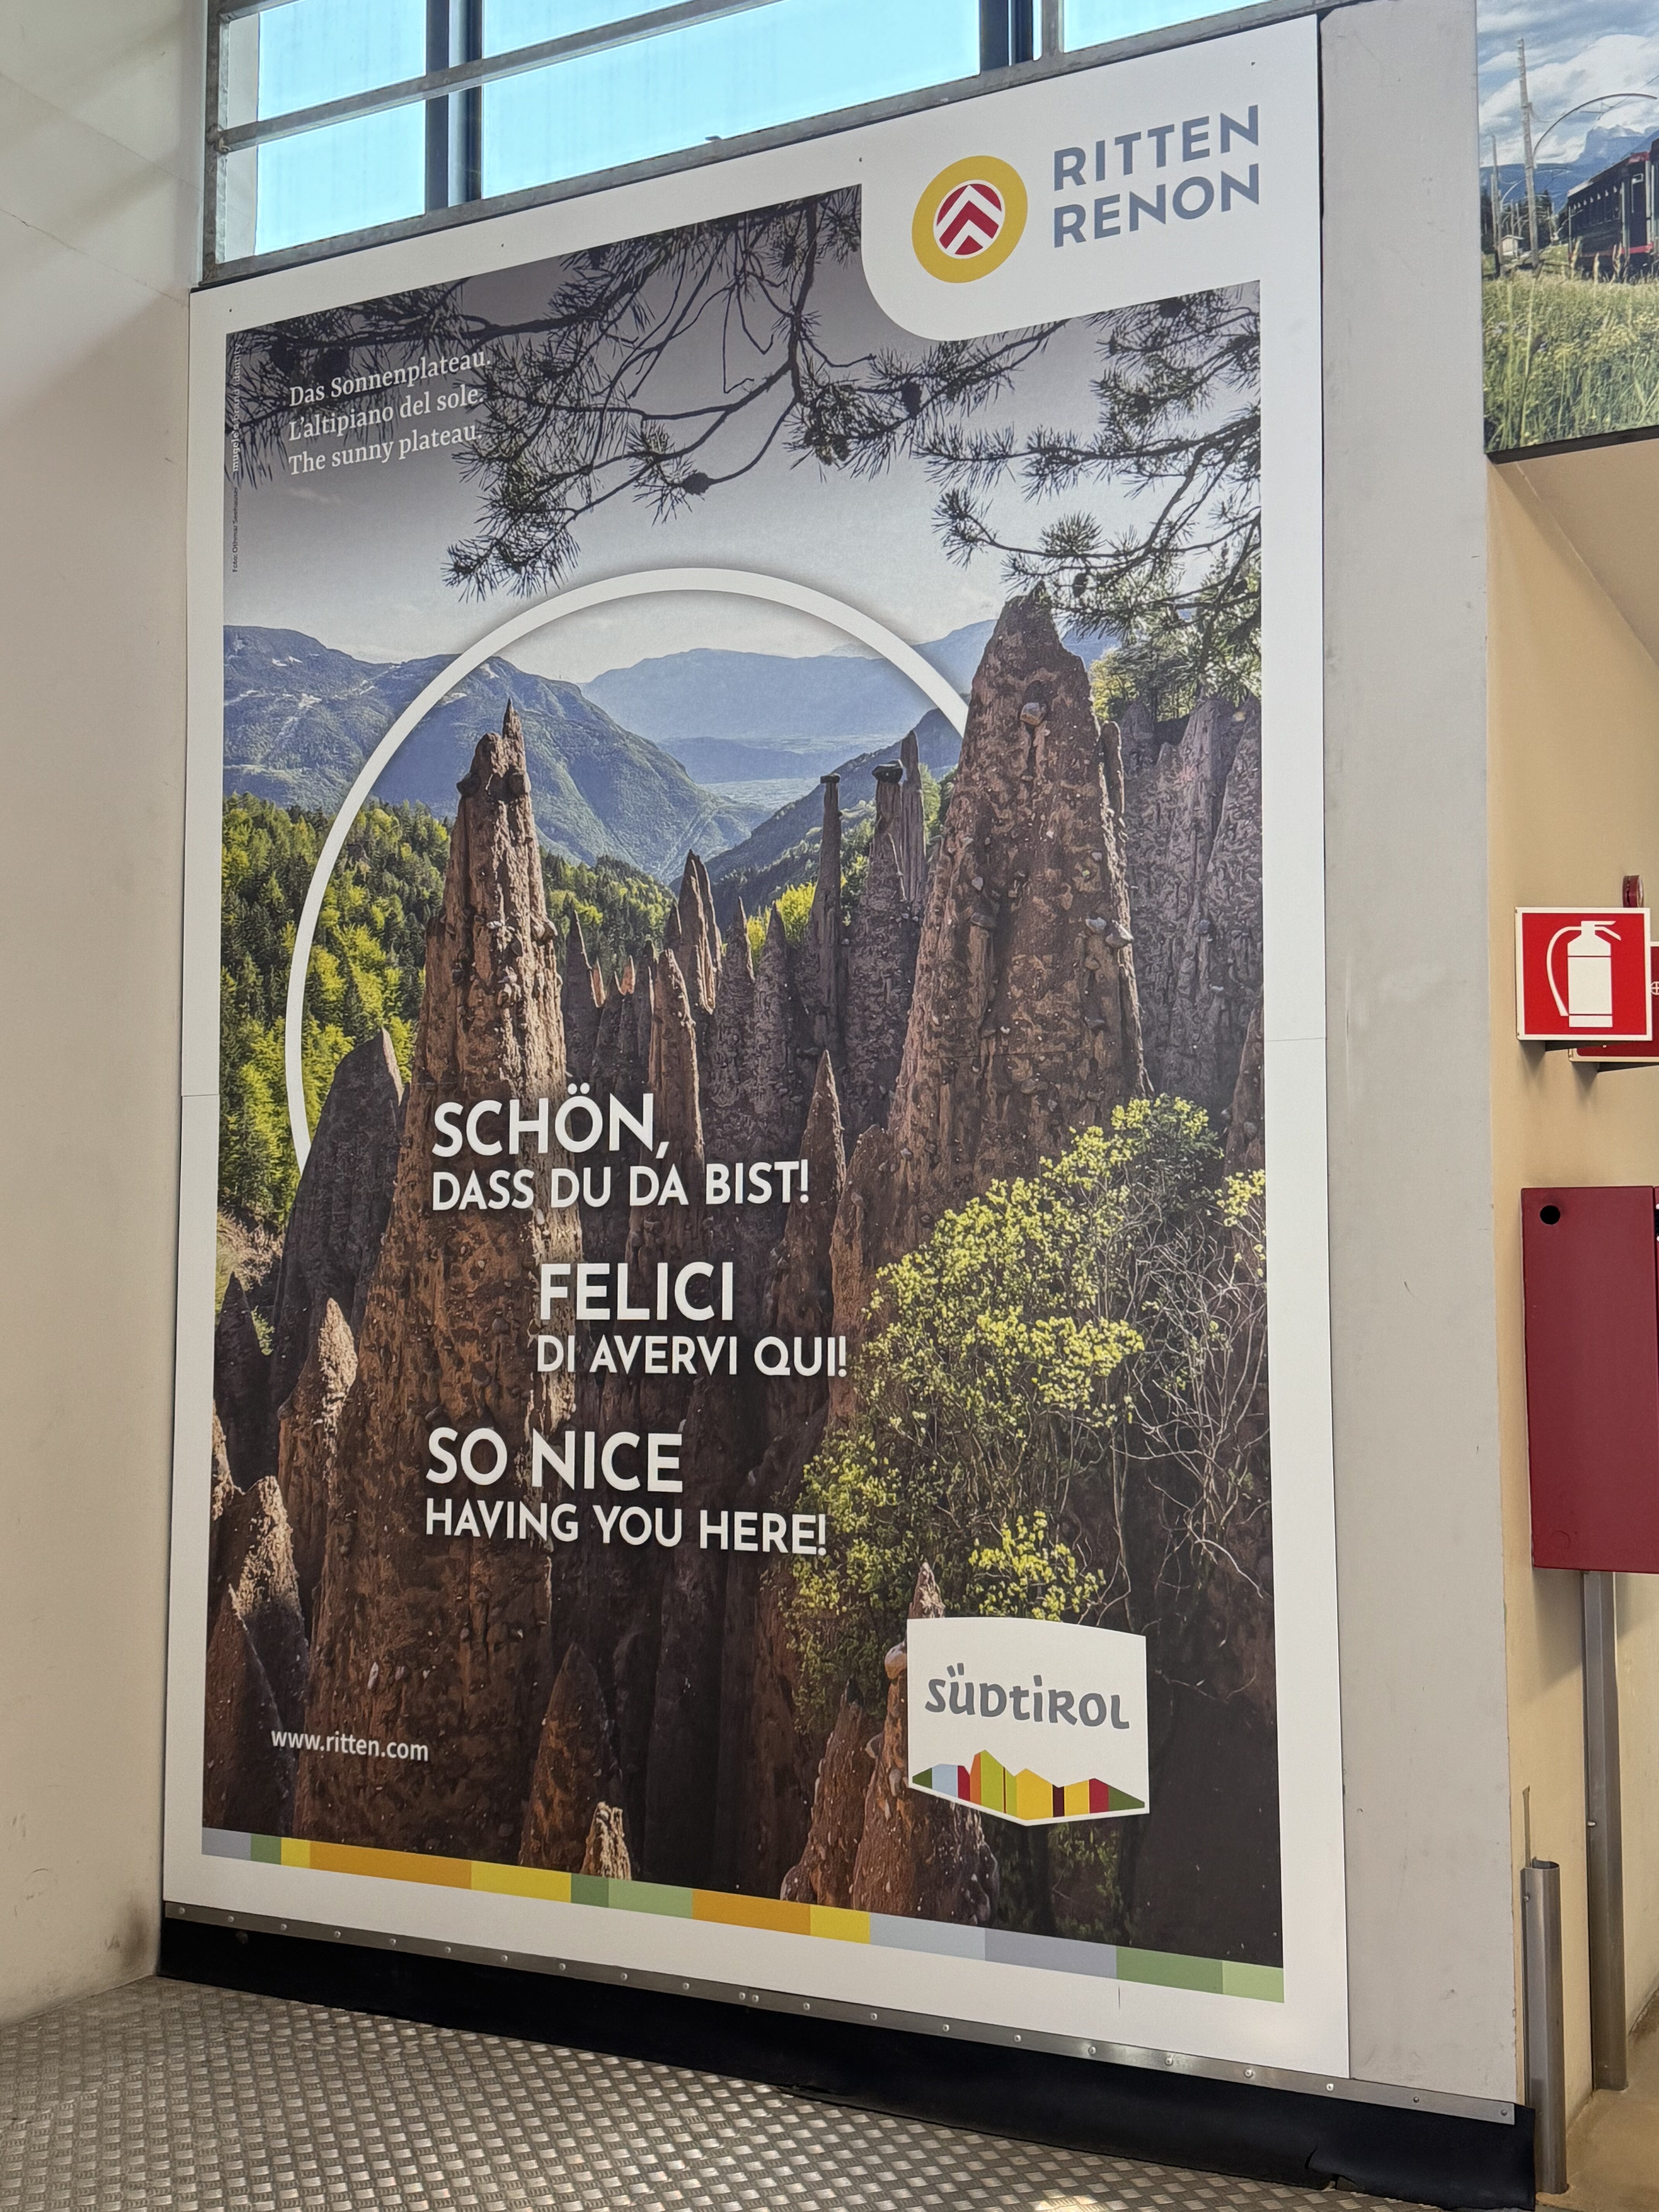 RITTEN
RENON
Das Sonnenplateau.
L'altipiano del sole.
The sunny plateau.
SCHÖN,
DASS DU DA BIST!
FELICI
DI AVERVI QUI!
SO NICE
HAVING YOU HERE!
SÜDTIROL
www.ritten.com